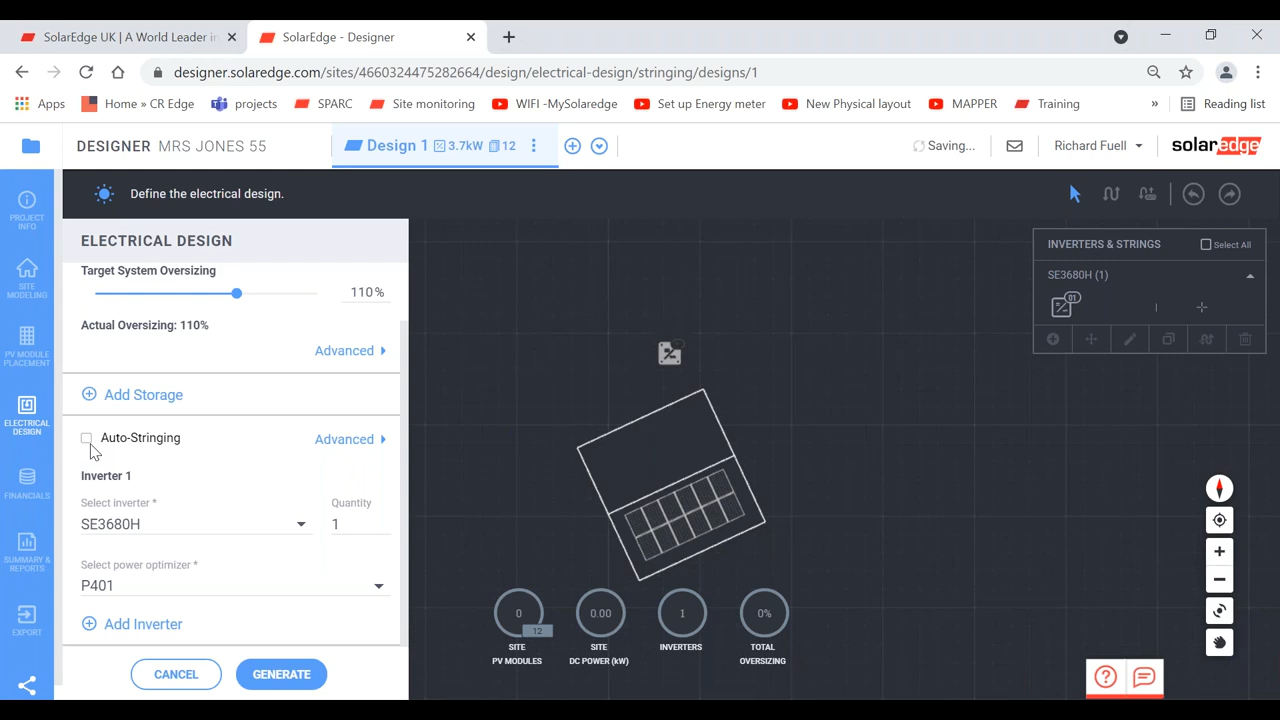 SolarEdge UK | A World Leader in
SolarEdge - Designer
designer.solaredge.com/sites/4660324475282664/design/electrical-design/stringing/designs/1
Apps
Home » CR Edge
projects
SPARC
Site monitoring
WIFI -MySolaredge
Set up Energy meter
New Physical layout
MAPPER
Training
»
Reading list
DESIGNER MRS JONES 55
Design 1 3.7kW 12
Saving...
Richard Fuell
solaredge
Define the electrical design.
PROJECT
INFO
SITE
MODELING
PV MODULE
PLACEMENT
ELECTRICAL
DESIGN
FINANCIALS
SUMMARY &
REPORTS
EXPORT
ELECTRICAL DESIGN
Target System Oversizing
110%
Actual Oversizing: 110%
Advanced
Add Storage
Auto-Stringing
Advanced
Inverter 1
Select inverter *
Quantity
SE3680H
1
Select power optimizer *
P401
Add Inverter
CANCEL
GENERATE
INVERTERS & STRINGS
Select All
SE3680H (1)
01
0
12
SITE
PV MODULES
0.00
SITE
DC POWER (kW)
1
INVERTERS
0%
TOTAL
OVERSIZING